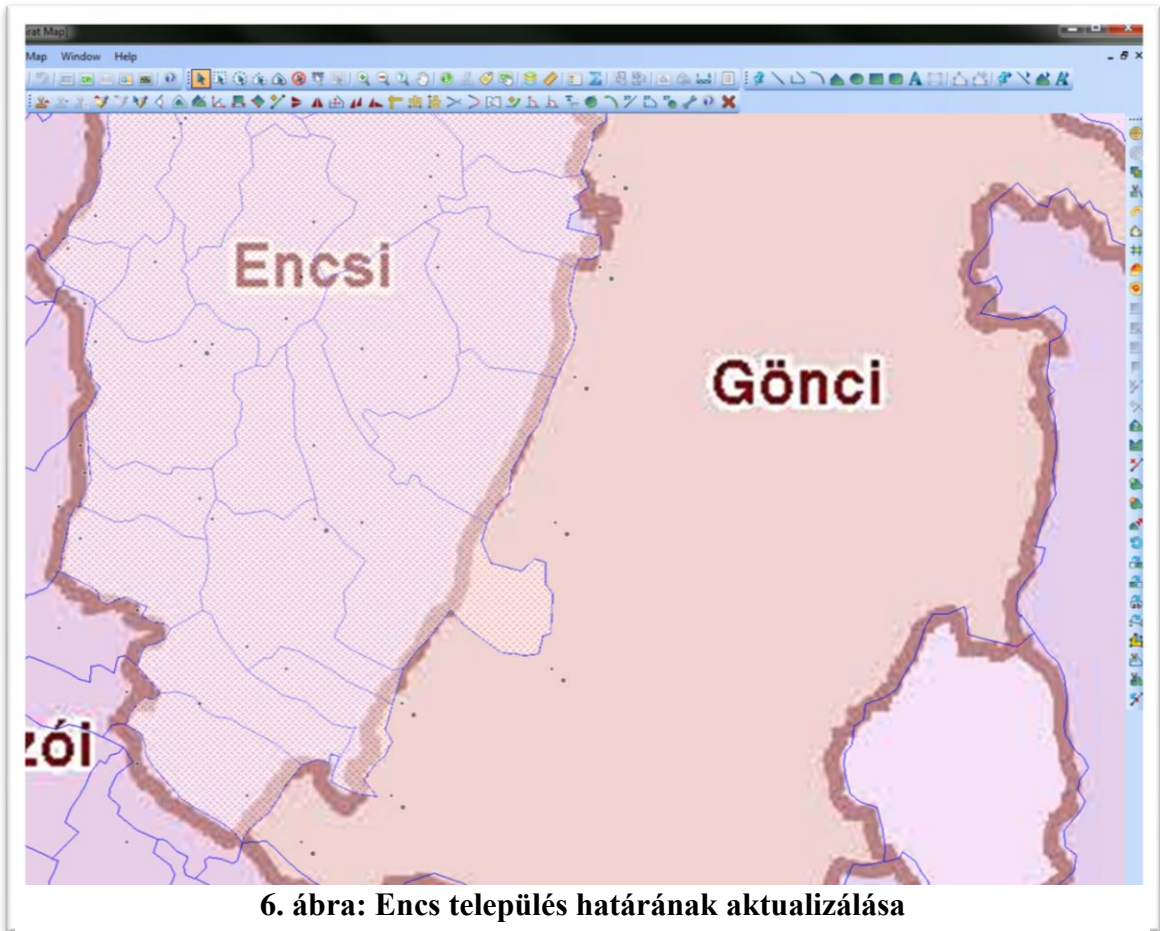 rat Map]
Map Window Help
Encsi
Gönci
zói
6. ábra: Encs település határának aktualizálása